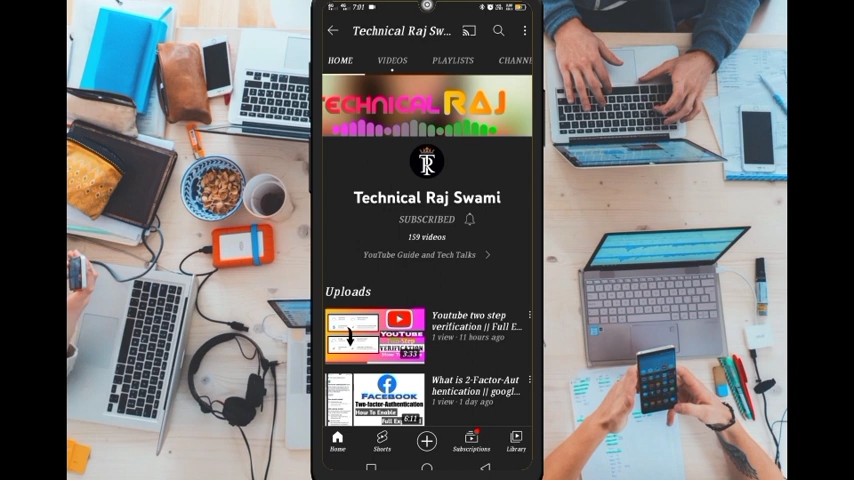 7:01
Technical Raj Sw...
HOME VIDEOS PLAYLISTS CHANNE
TECHNICAL RAJ
Technical Raj Swami
SUBSCRIBED
159 videos
YouTube Guide and Tech Talks
Uploads
YOUTUBE
VERIFICATION
3:33
Youtube two step
verification || Full E...
1 view · 11 hours ago
FACEBOOK
Two-factor-Authentication
How To Enable
6:11
What is 2-Factor-Aut
hentication || googl...
1 view · 1 day ago
Home Shorts Subscriptions Library